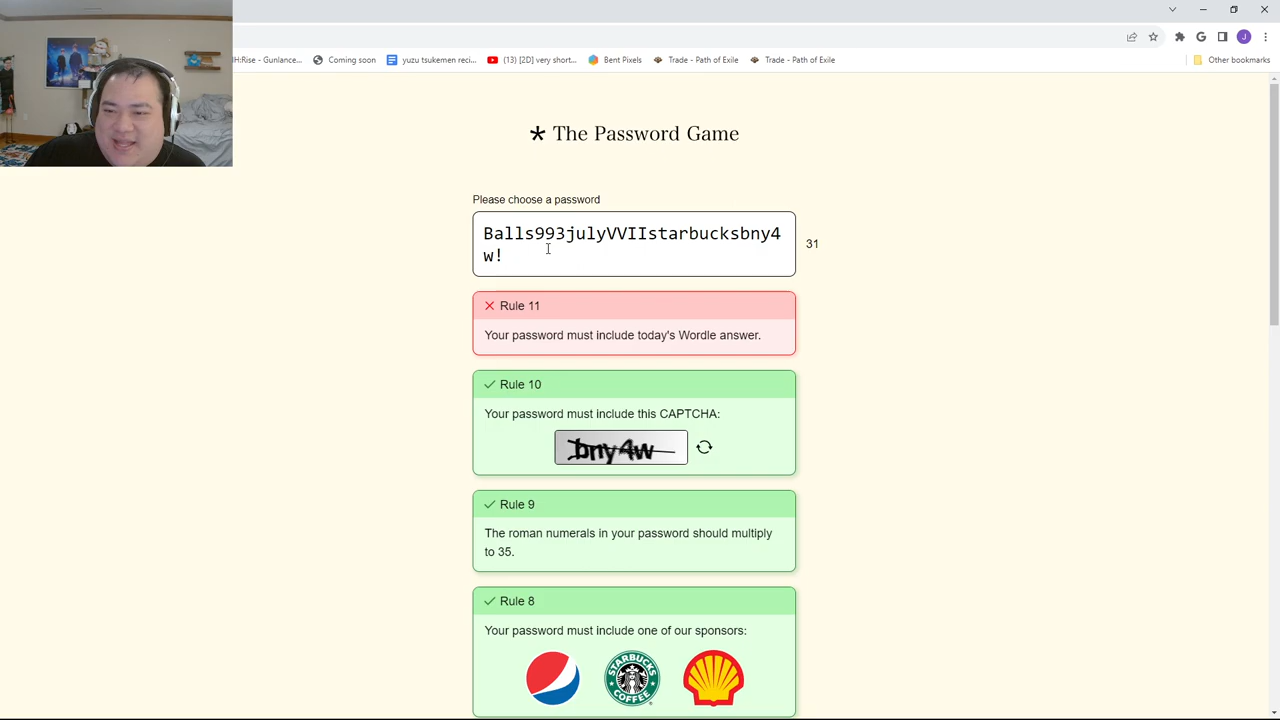 IH:Rise - Gunlance...
Coming soon
yuzu tsukemen reci...
(13) [2D] very short...
Bent Pixels
Trade - Path of Exile
Trade - Path of Exile
Other bookmarks
J
* The Password Game
Please choose a password
Balls993julyVVIIstarbucksbny4
w!
31
Rule 11
Your password must include today's Wordle answer.
Rule 10
Your password must include this CAPTCHA:
bny4w
Rule 9
The roman numerals in your password should multiply
to 35.
Rule 8
Your password must include one of our sponsors:
STARBUCKS
COFFEE